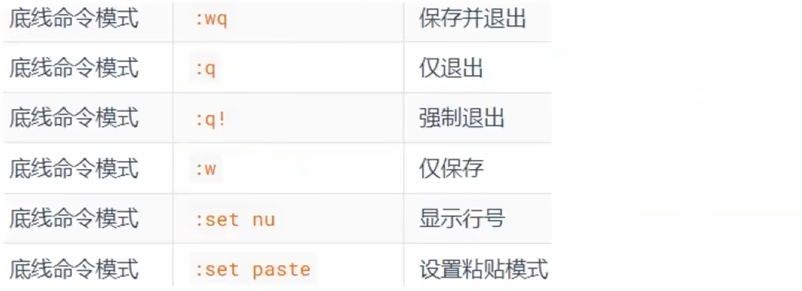 底线命令模式 :wq 保存并退出
底线命令模式 :q 仅退出
底线命令模式 :q! 强制退出
底线命令模式 :w 仅保存
底线命令模式 :set nu 显示行号
底线命令模式 :set paste 设置粘贴模式